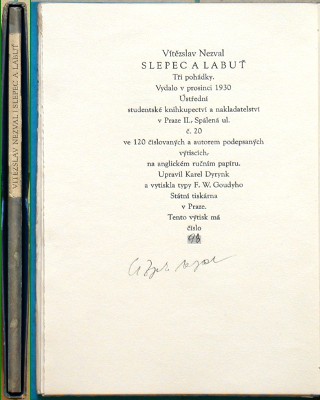 VÍTĚZSLAV NEZVAL: SLEPEC A LABUŤ
Vítězslav Nezval
SLEPEC A LABUŤ
Tři pohádky.
Vydalo v prosinci 1930
Ústřední
studentské knihkupectví a nakladatelství
v Praze II., Spálená ul.
č. 20
ve 120 číslovaných a autorem podepsaných
výtiscích,
na anglickém ručním papíru.
Upravil Karel Dyrynk
a vytiskla typy F. W. Goudyho
Státní tiskárna
v Praze.
Tento výtisk má
číslo